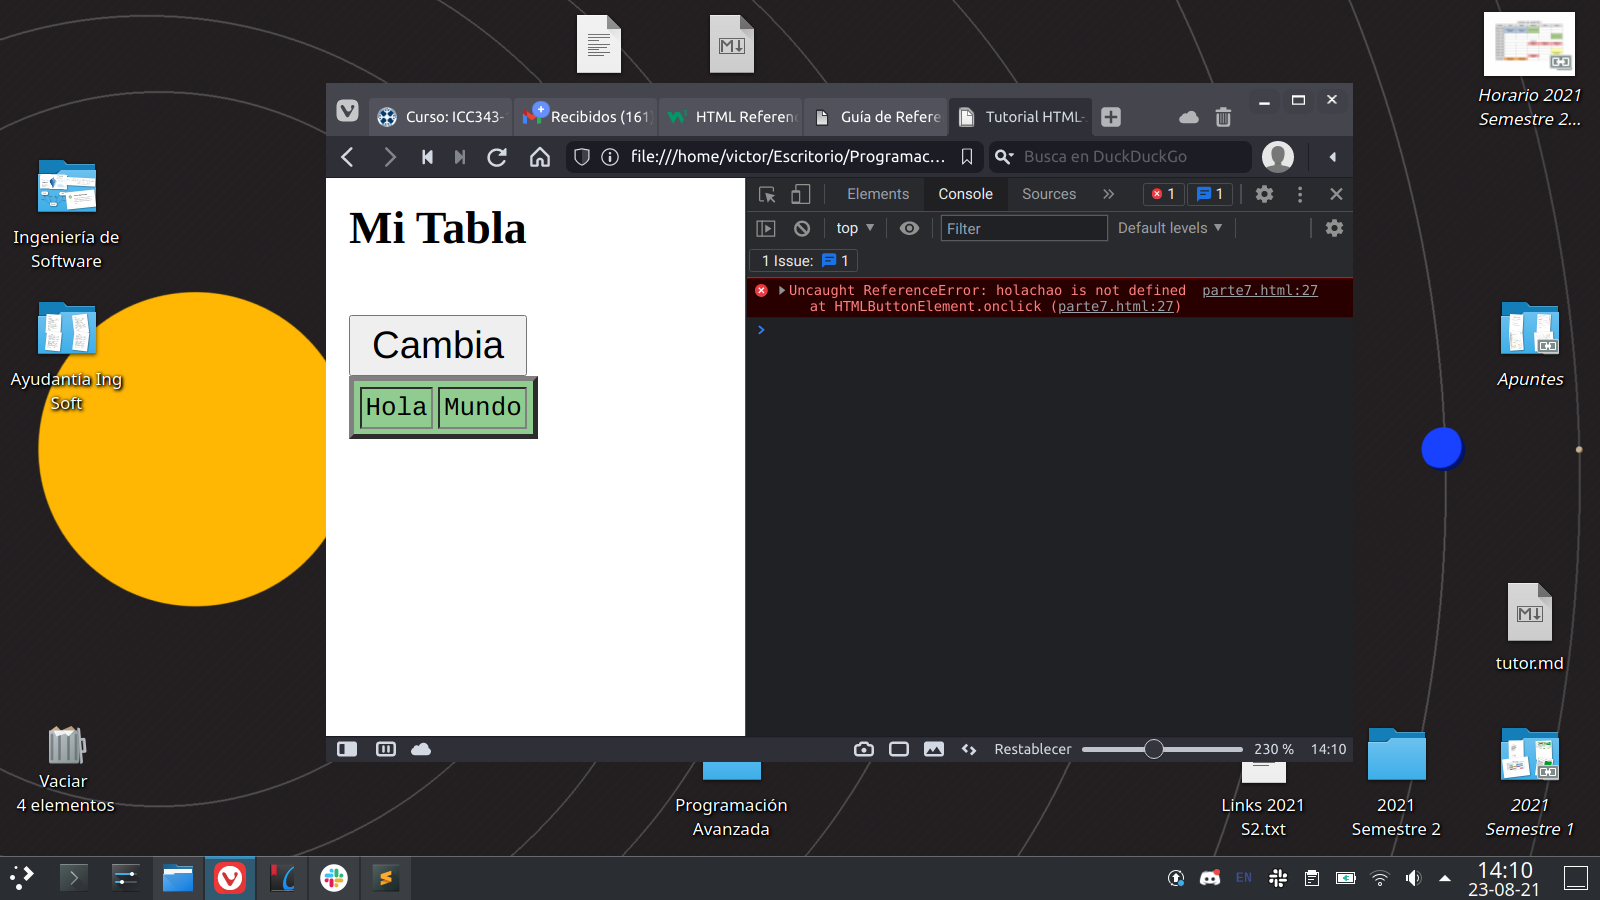 Horario 2021
Semestre 2...
Curso: ICC343-
Recibidos (161)
HTML Referen
Guía de Refere
Tutorial HTML-
file:///home/victor/Escritorio/Programac...
Busca en DuckDuckGo
Elements
Console
Sources
1
1
top
Filter
Default levels
1 Issue:
1
Uncaught ReferenceError: holachao is not defined
parte7.html:27
at HTMLButtonElement.onclick (parte7.html:27)
Mi Tabla
Cambia
Hola
Mundo
Ingeniería de
Software
Ayudantía Ing
Soft
Apuntes
tutor.md
Restablecer
230 %
14:10
Vaciar
4 elementos
Programación
Avanzada
Links 2021
S2.txt
2021
Semestre 2
2021
Semestre 1
EN
14:10
23-08-21